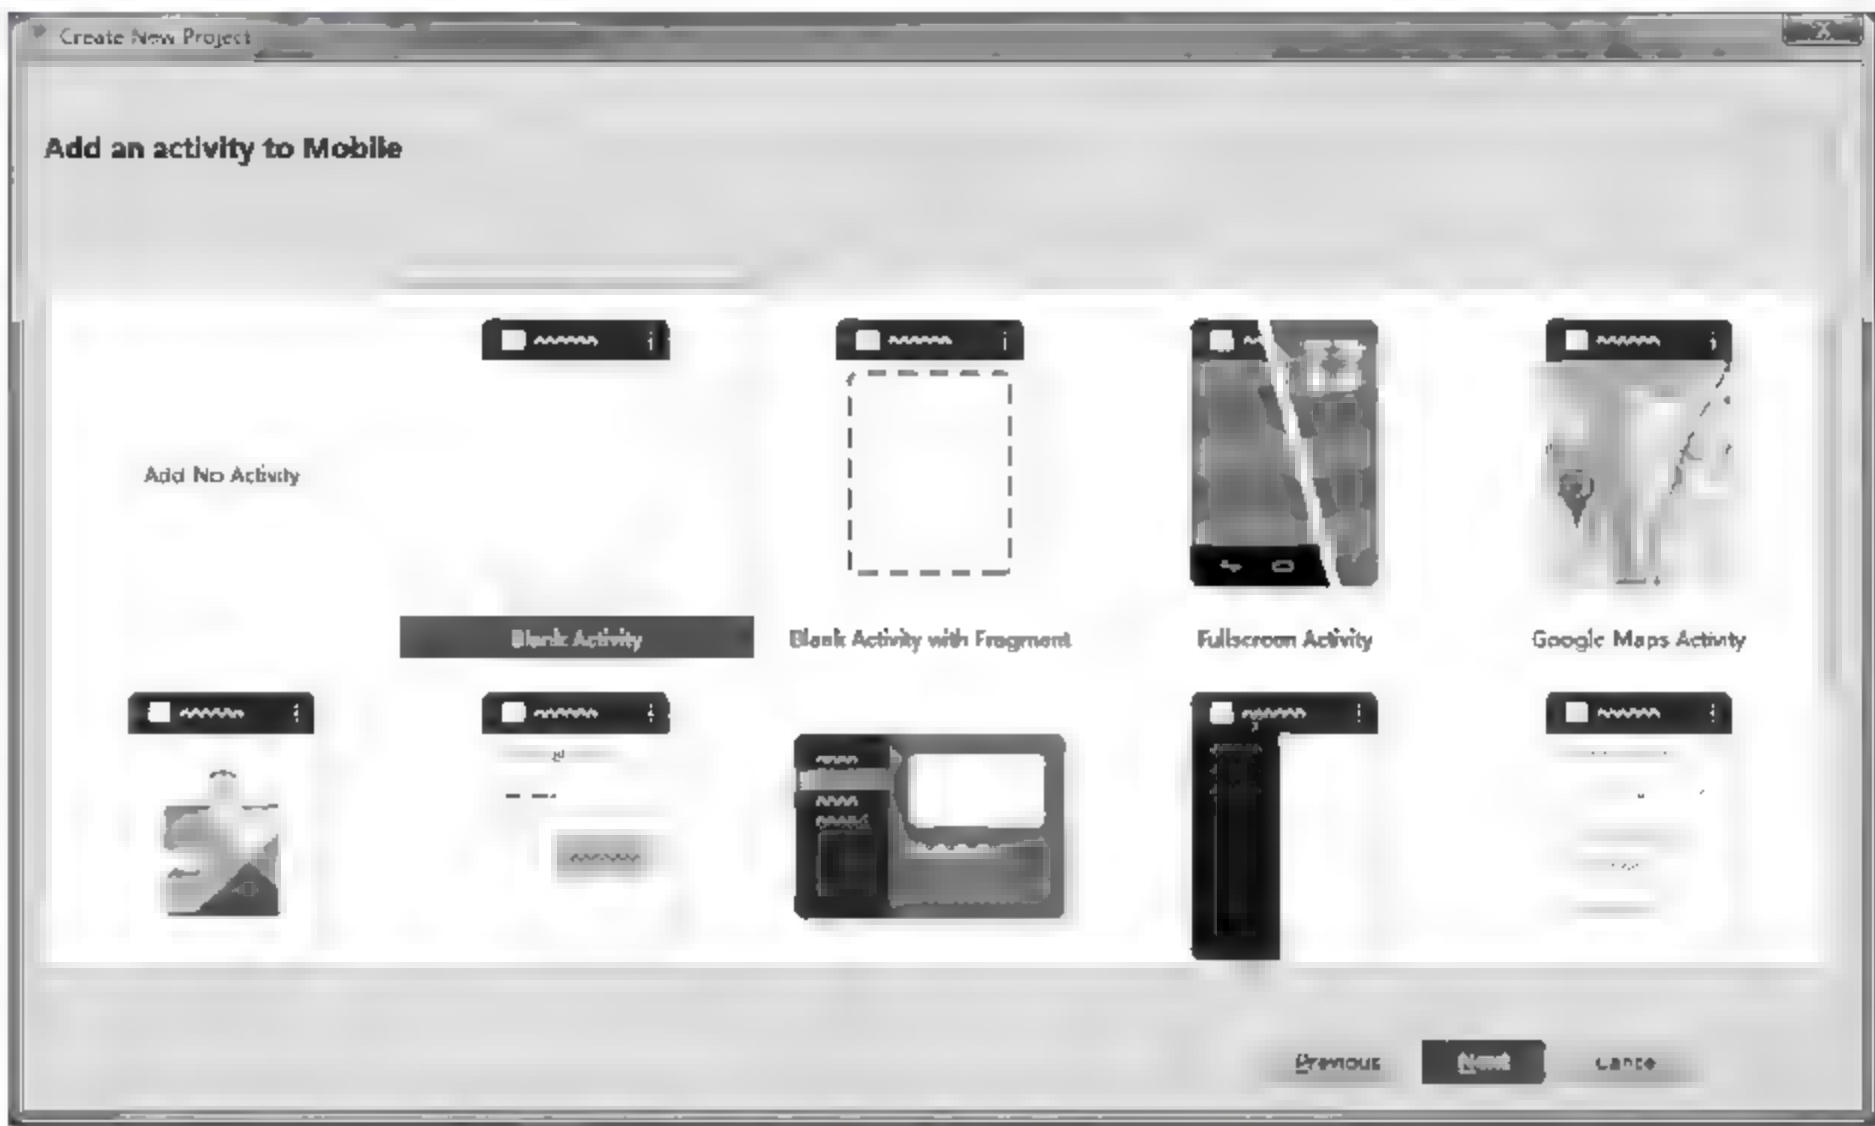 Create New Project
X
Add an activity to Mobile
Add No Activity
Blank Activity
Blank Activity with Fragment
Fullscreen Activity
Google Maps Activity
Previous
Next
Cancel